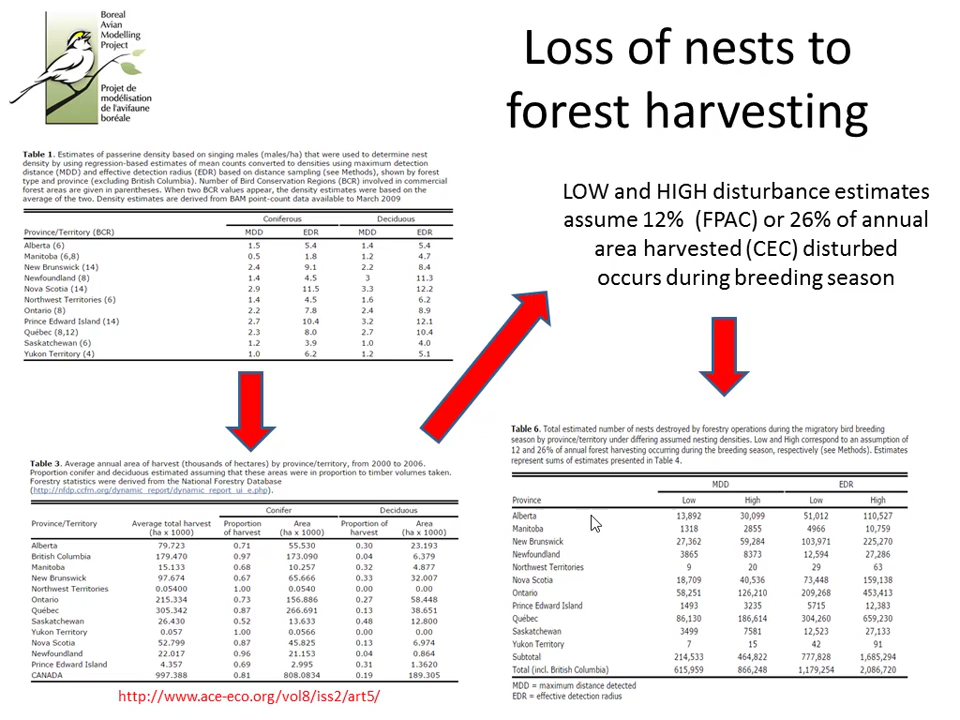 Boreal
Avian
Modelling
Project
Projet de
modélisation
de l'avifaune
boréale
Loss of nests to
forest harvesting
Table 1. Estimates of passerine density based on singing males (males/ha) that were used to determine nest
density by using regression-based estimates of mean counts converted to densities using maximum detection
distance (MDD) and effective detection radius (EDR) based on distance sampling (see Methods), shown by forest
type and province (excluding British Columbia). Number of Bird Conservation Regions (BCR) involved in commercial
forest areas are given in parentheses. When two BCR values appear, the density estimates were based on the
average of the two. Density estimates are derived from BAM point-count data available to March 2009
Coniferous Deciduous
Province/Territory (BCR) MDD EDR MDD EDR
Alberta (6) 1.5 5.4 1.4 5.4
Manitoba (6,8) 0.5 1.8 1.2 4.7
New Brunswick (14) 2.4 9.1 2.2 8.4
Newfoundland (8) 1.4 4.5 3 11.3
Nova Scotia (14) 2.9 11.5 3.3 12.2
Northwest Territories (6) 1.4 4.5 1.6 6.2
Ontario (8) 2.2 7.8 2.4 8.9
Prince Edward Island (14) 2.7 10.4 3.2 12.1
Québec (8,12) 2.3 8.0 2.7 10.4
Saskatchewan (6) 1.2 3.9 1.0 4.0
Yukon Territory (4) 1.0 6.2 1.2 5.1
LOW and HIGH disturbance estimates
assume 12% (FPAC) or 26% of annual
area harvested (CEC) disturbed
occurs during breeding season
Table 3. Average annual area of harvest (thousands of hectares) by province/territory, from 2000 to 2006.
Proportion conifer and deciduous estimated assuming that these areas were in proportion to timber volumes taken.
Forestry statistics were derived from the National Forestry Database
(http://nfdp.ccfm.org/dynamic_report/dynamic_report_ui_e.php).
Conifer Deciduous
Province/Territory Average total harvest Proportion Area Proportion of Area
(ha x 1000) of harvest (ha x 1000) harvest (ha x 1000)
Alberta 79.723 0.71 55.530 0.30 23.193
British Columbia 179.470 0.97 173.090 0.04 6.379
Manitoba 15.133 0.68 10.257 0.32 4.877
New Brunswick 97.674 0.67 65.666 0.33 32.007
Northwest Territories 0.05400 1.00 0.0540 0.00 0.00
Ontario 215.334 0.73 156.886 0.27 58.448
Québec 305.342 0.87 266.691 0.13 38.651
Saskatchewan 26.430 0.52 13.633 0.48 12.800
Yukon Territory 0.057 1.00 0.0566 0.00 0.00
Nova Scotia 52.799 0.87 45.825 0.13 6.974
Newfoundland 22.017 0.96 21.153 0.04 0.864
Prince Edward Island 4.357 0.69 2.995 0.31 1.3620
CANADA 997.388 0.81 808.0834 0.19 189.305
http://www.ace-eco.org/vol8/iss2/art5/
Table 6. Total estimated number of nests destroyed by forestry operations during the migratory bird breeding
season by province/territory under differing assumed nesting densities. Low and High correspond to an assumption of
12 and 26% of annual forest harvesting occurring during the breeding season, respectively (see Methods). Estimates
represent sums of estimates presented in Table 4.
MDD EDR
Province Low High Low High
Alberta 13,892 30,099 51,012 110,527
Manitoba 1318 2855 4966 10,759
New Brunswick 27,362 59,284 103,971 225,270
Newfoundland 3865 8373 12,594 27,286
Northwest Territories 9 20 29 63
Nova Scotia 18,709 40,536 73,448 159,138
Ontario 58,251 126,210 209,268 453,413
Prince Edward Island 1493 3235 5715 12,383
Québec 86,130 186,614 304,260 659,230
Saskatchewan 3499 7581 12,523 27,133
Yukon Territory 7 15 42 91
Subtotal 214,533 464,822 777,828 1,685,294
Total (incl. British Columbia) 615,959 866,248 1,179,254 2,086,720
MDD = maximum distance detected
EDR = effective detection radius